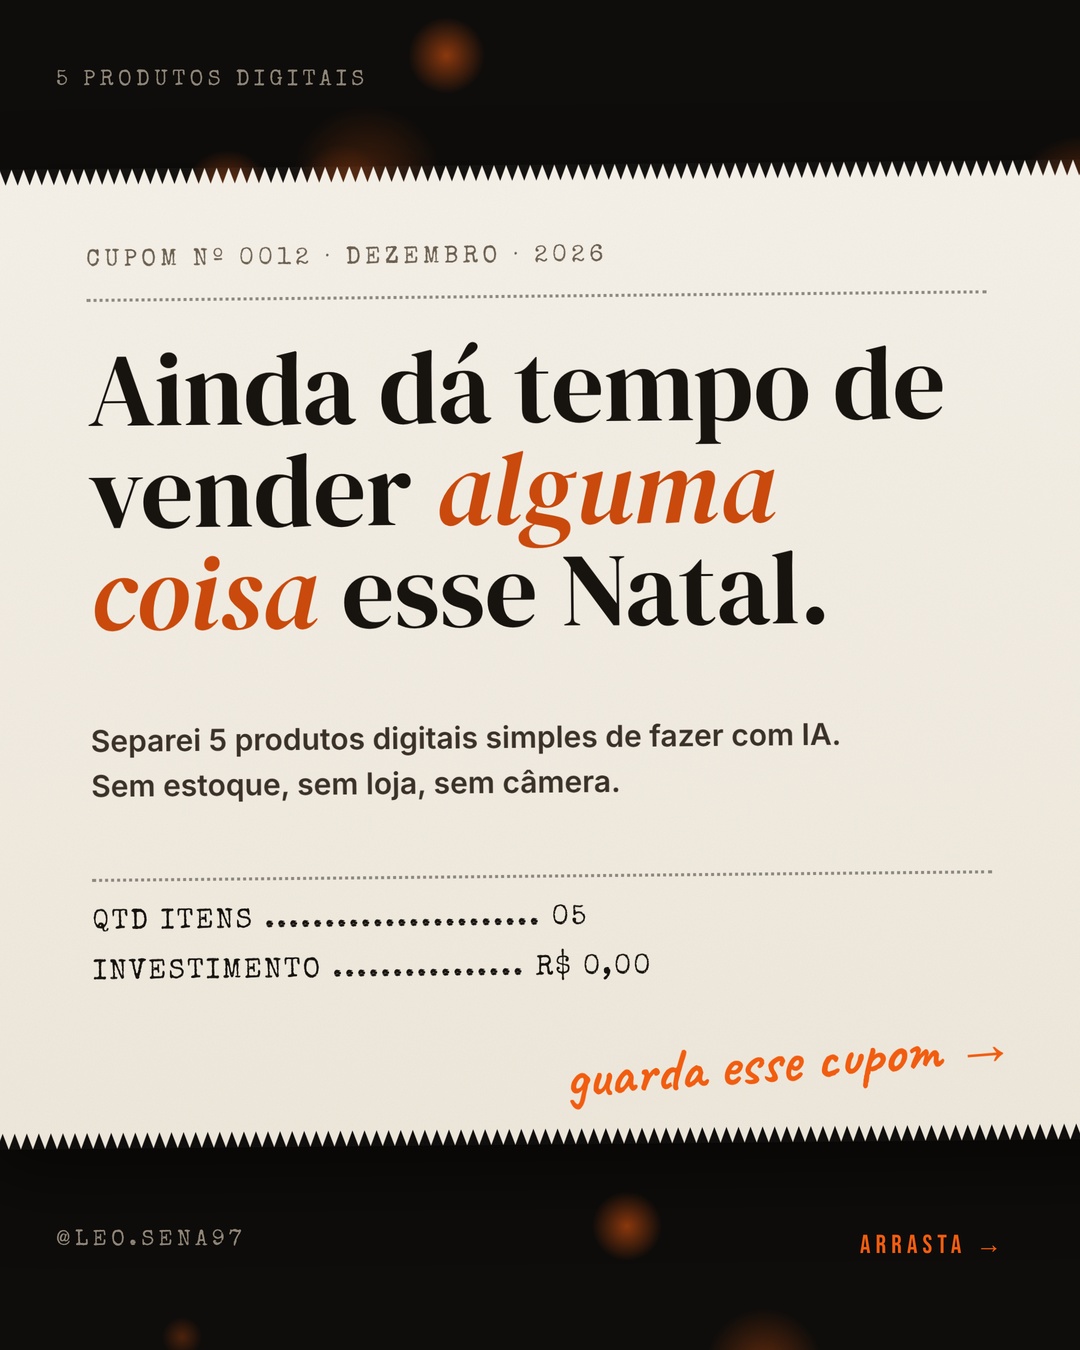 5 PRODUTOS DIGITAIS
CUPOM Nº 0012 · DEZEMBRO · 2026
Ainda dá tempo de
vender alguma
coisa esse Natal.
Separei 5 produtos digitais simples de fazer com IA.
Sem estoque, sem loja, sem câmera.
QTD ITENS ....................... 05
INVESTIMENTO ................ R$ 0,00
guarda esse cupom →
@LEO.SENA97
ARRASTA →